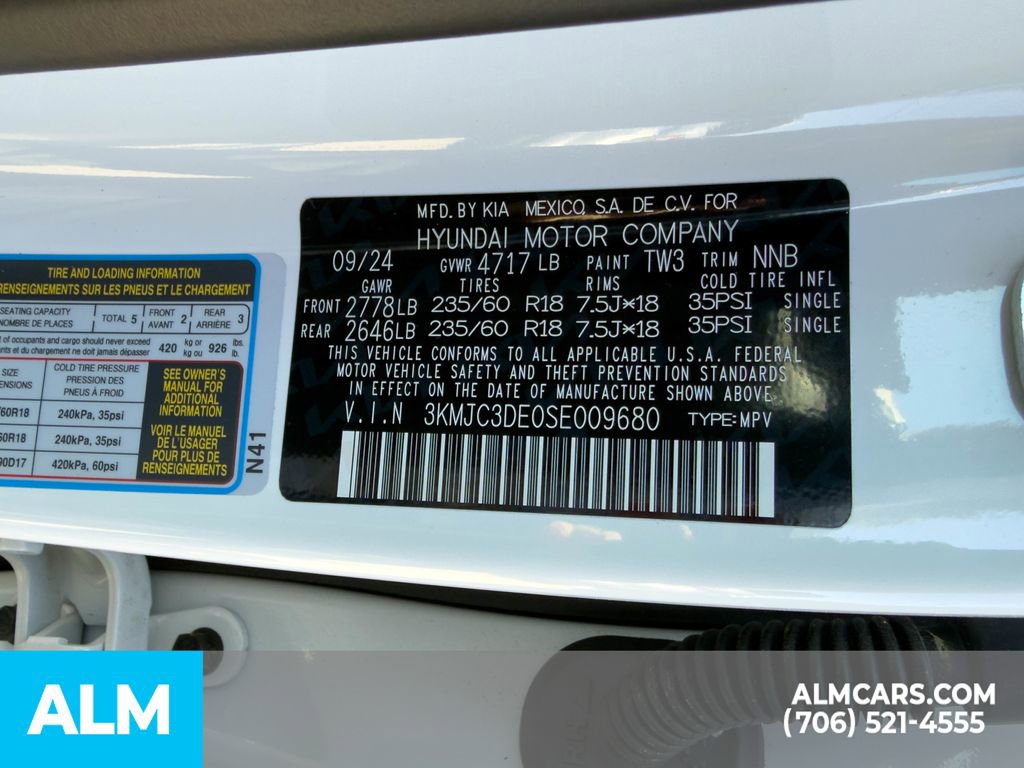 MFD. BY KIA MEXICO, S.A. DE C.V. FOR
HYUNDAI MOTOR COMPANY
09/24 GVWR 4717 LB PAINT TW3 TRIM NNB
GAWR TIRES RIMS COLD TIRE INFL
FRONT 2778LB 235/60 R18 7.5J×18 35PSI SINGLE
REAR 2646LB 235/60 R18 7.5J×18 35PSI SINGLE
THIS VEHICLE CONFORMS TO ALL APPLICABLE U.S.A. FEDERAL
MOTOR VEHICLE SAFETY AND THEFT PREVENTION STANDARDS
IN EFFECT ON THE DATE OF MANUFACTURE SHOWN ABOVE.
V.I.N 3KMJC3DE0SE009680 TYPE:MPV
TIRE AND LOADING INFORMATION
RENSEIGNEMENTS SUR LES PNEUS ET LE CHARGEMENT
SEATING CAPACITY
NOMBRE DE PLACES
TOTAL 5
FRONT
AVANT 2
REAR
ARRIÈRE 3
of occupants and cargo should never exceed
et du chargement ne doit jamais dépasser
420 kg or
kg ou
926 lbs.
lb.
SIZE
COLD TIRE PRESSURE
PRESSION DES
PNEUS À FROID
/60R18 240kPa, 35psi
60R18 240kPa, 35psi
90D17 420kPa, 60psi
SEE OWNER'S
MANUAL FOR
ADDITIONAL
INFORMATION
VOIR LE MANUEL
DE L'USAGER
POUR PLUS DE
RENSEIGNEMENTS
N41
ALM
ALMCARS.COM
(706) 521-4555